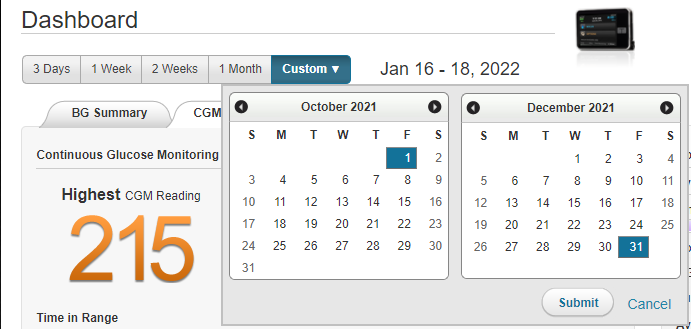 Dashboard
3 Days 1 Week 2 Weeks 1 Month Custom ▼ Jan 16 - 18, 2022
BG Summary CGM
Continuous Glucose Monitoring
Highest CGM Reading
215
Time in Range
October 2021
S M T W T F S
1 2
3 4 5 6 7 8 9
10 11 12 13 14 15 16
17 18 19 20 21 22 23
24 25 26 27 28 29 30
31
December 2021
S M T W T F S
1 2 3 4
5 6 7 8 9 10 11
12 13 14 15 16 17 18
19 20 21 22 23 24 25
26 27 28 29 30 31
Submit Cancel